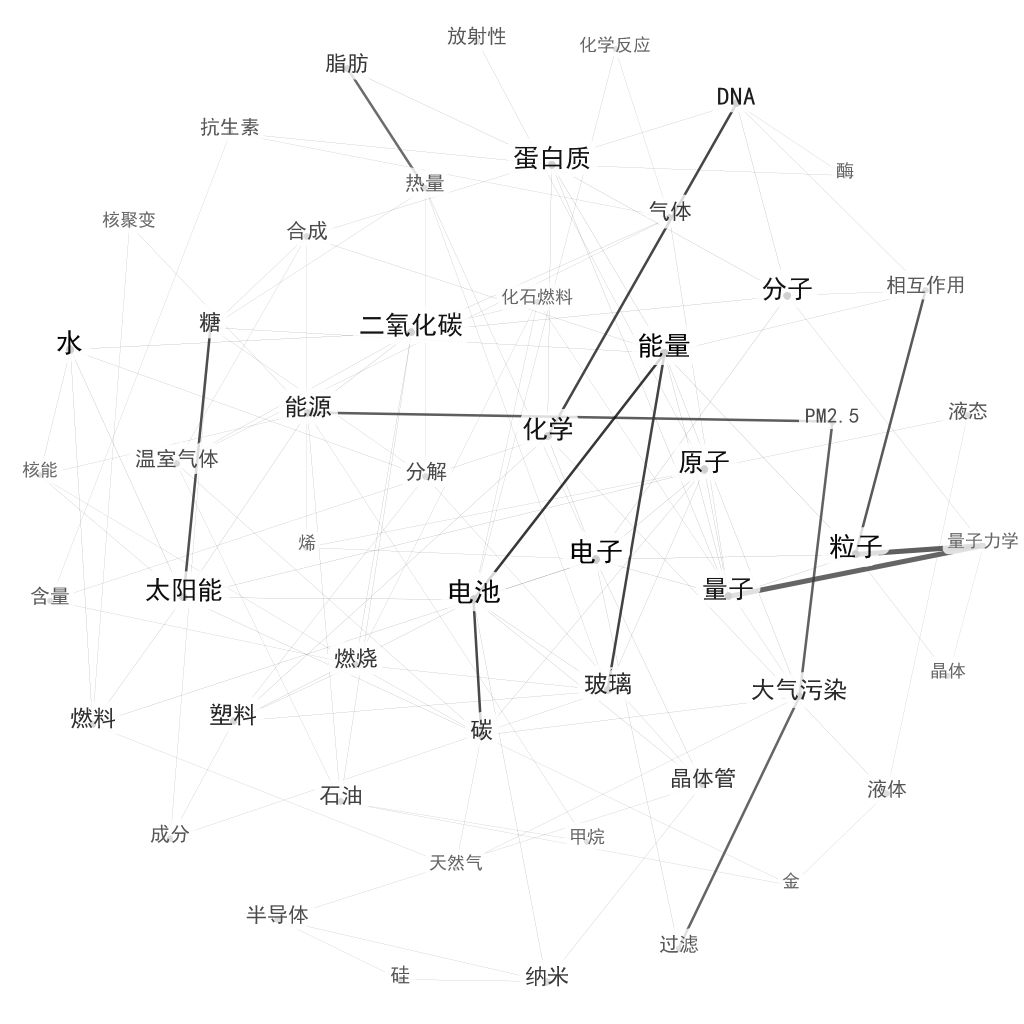 放射性
化学反应
脂肪
DNA
抗生素
蛋白质
酶
热量
气体
核聚变
合成
相互作用
分子
化石燃料
糖
二氧化碳
水
能量
能源
PM2.5
液态
化学
温室气体
原子
核能
分解
烯
粒子
量子力学
电子
太阳能
电池
量子
含量
燃烧
晶体
玻璃
大气污染
燃料
塑料
碳
晶体管
石油
液体
成分
甲烷
天然气
金
半导体
过滤
硅
纳米